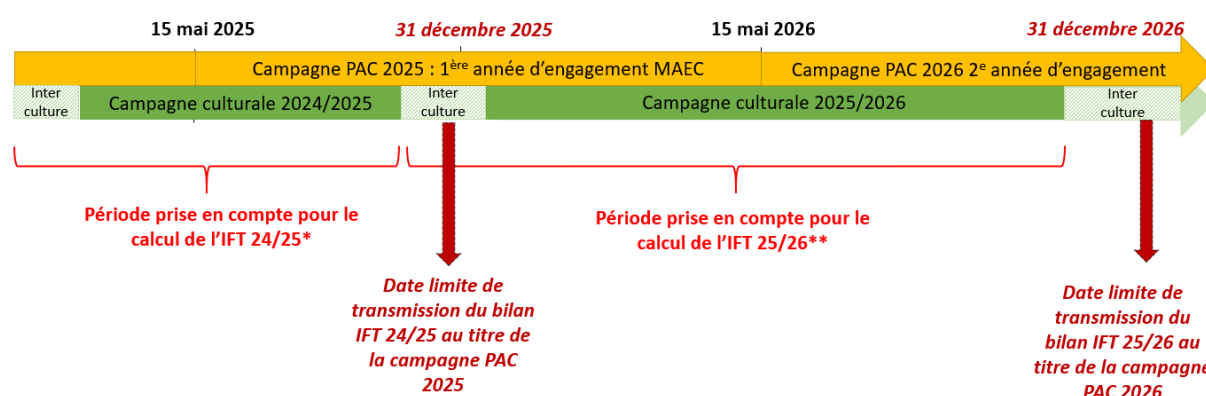 15 mai 2025
31 décembre 2025
15 mai 2026
31 décembre 2026
Campagne PAC 2025 : 1ère année d’engagement MAEC
Campagne PAC 2026 2e année d’engagement
Inter
culture
Campagne culturale 2024/2025
Inter
culture
Campagne culturale 2025/2026
Inter
culture
Période prise en compte pour le
calcul de l’IFT 24/25*
Période prise en compte pour le
calcul de l’IFT 25/26**
Date limite de
transmission du bilan
IFT 24/25 au titre de
la campagne PAC
2025
Date limite de
transmission du
bilan IFT 25/26 au
titre de la campagne
PAC 2026